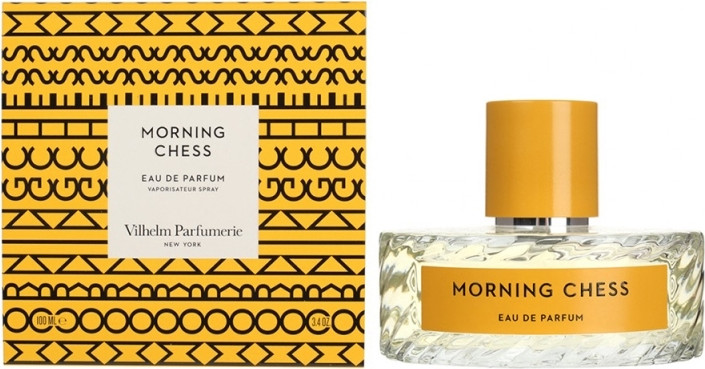 MORNING
CHESS
EAU DE PARFUM
VAPORISATEUR SPRAY
Vilhelm Parfumerie
NEW YORK
100 ML e
3.4 OZ
MORNING CHESS
EAU DE PARFUM